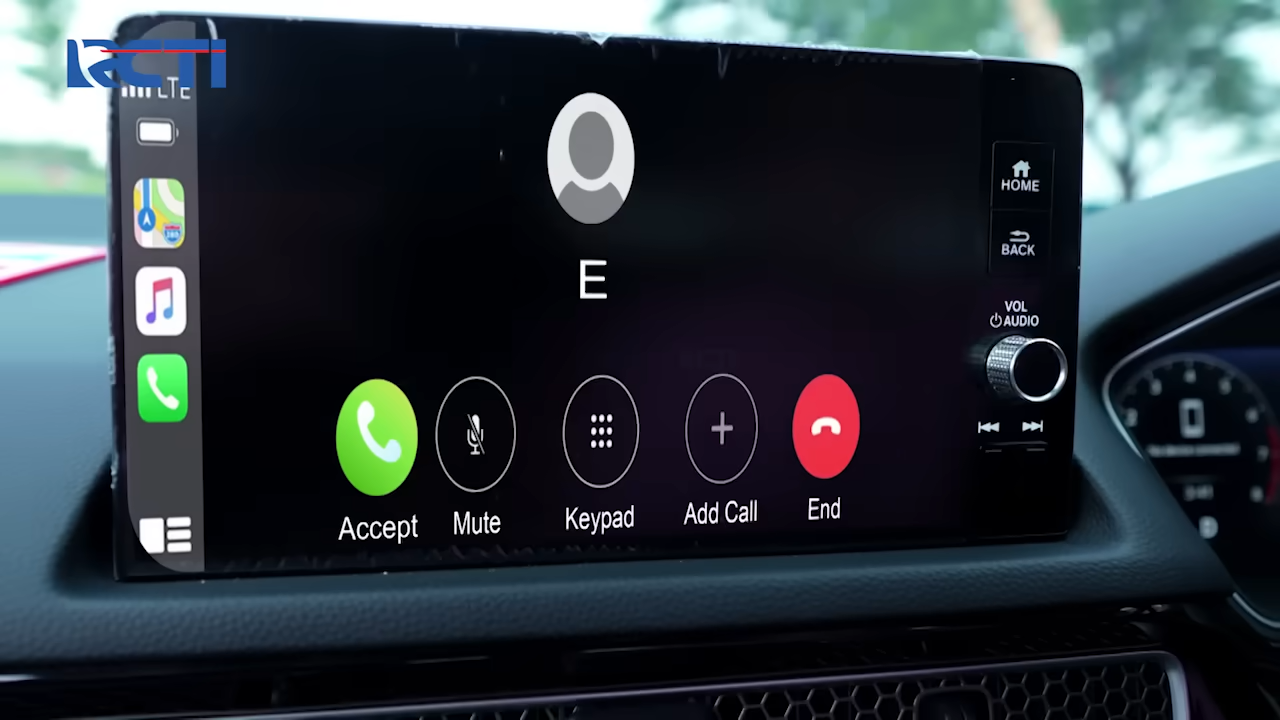 RCTI
LTE
HOME
BACK
E
VOL
AUDIO
Accept
Mute
Keypad
Add Call
End